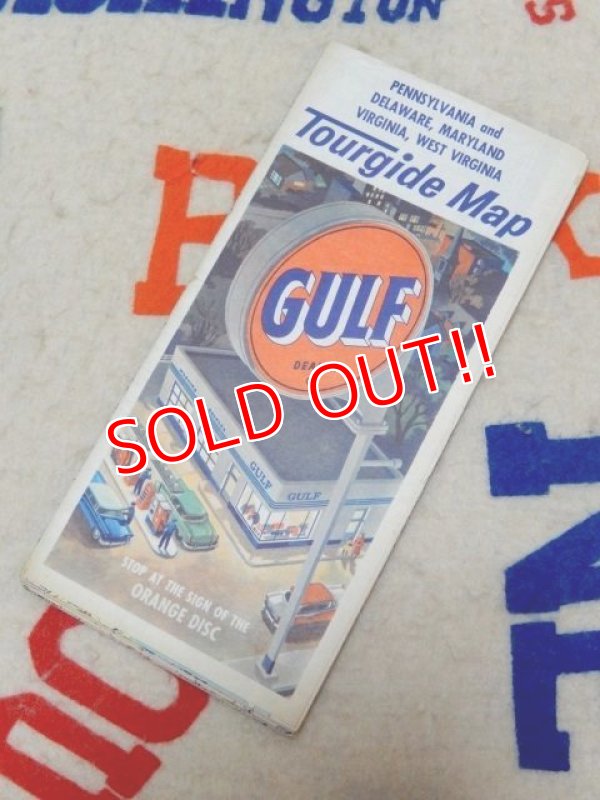 PENNSYLVANIA and
DELAWARE, MARYLAND
VIRGINIA, WEST VIRGINIA
Tourgide Map
GULF
SOLD OUT!!
GULF
GULF
STOP AT THE SIGN OF THE
ORANGE DISC